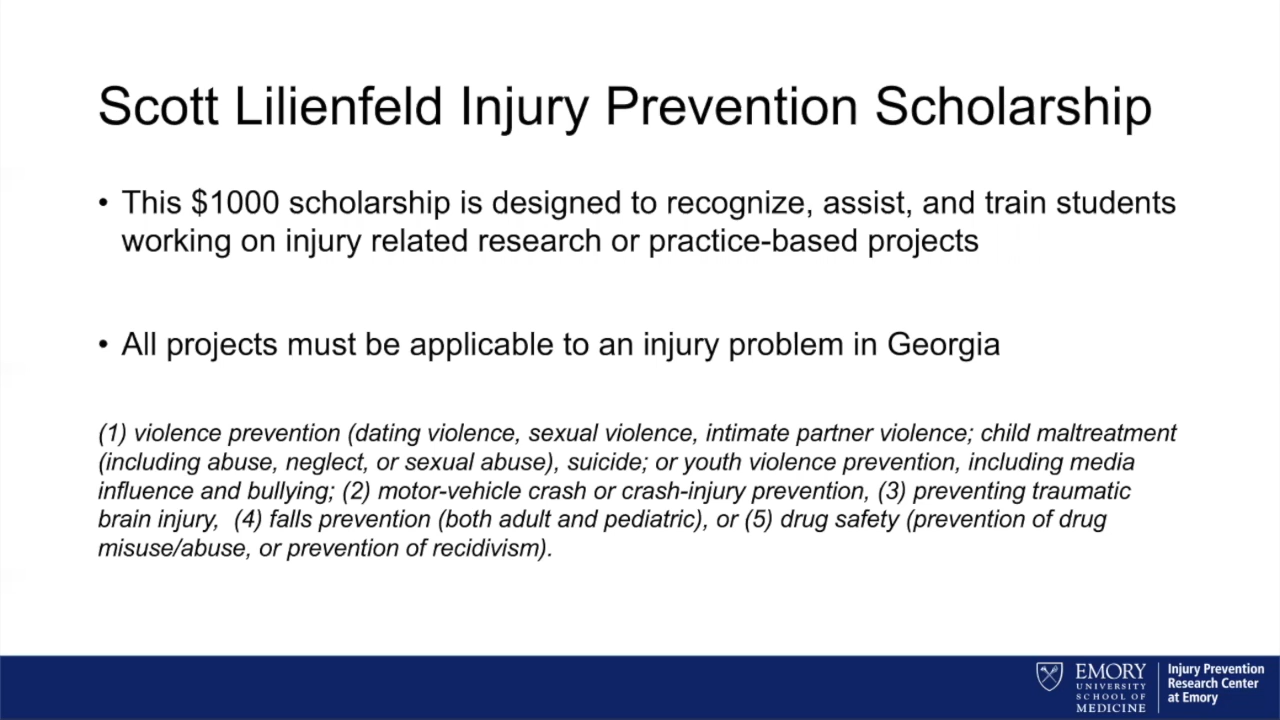 Scott Lilienfeld Injury Prevention Scholarship
• This $1000 scholarship is designed to recognize, assist, and train students
working on injury related research or practice-based projects
• All projects must be applicable to an injury problem in Georgia
(1) violence prevention (dating violence, sexual violence, intimate partner violence; child maltreatment
(including abuse, neglect, or sexual abuse), suicide; or youth violence prevention, including media
influence and bullying; (2) motor-vehicle crash or crash-injury prevention, (3) preventing traumatic
brain injury,  (4) falls prevention (both adult and pediatric), or (5) drug safety (prevention of drug
misuse/abuse, or prevention of recidivism).
EMORY
UNIVERSITY
SCHOOL OF
MEDICINE
Injury Prevention
Research Center
at Emory